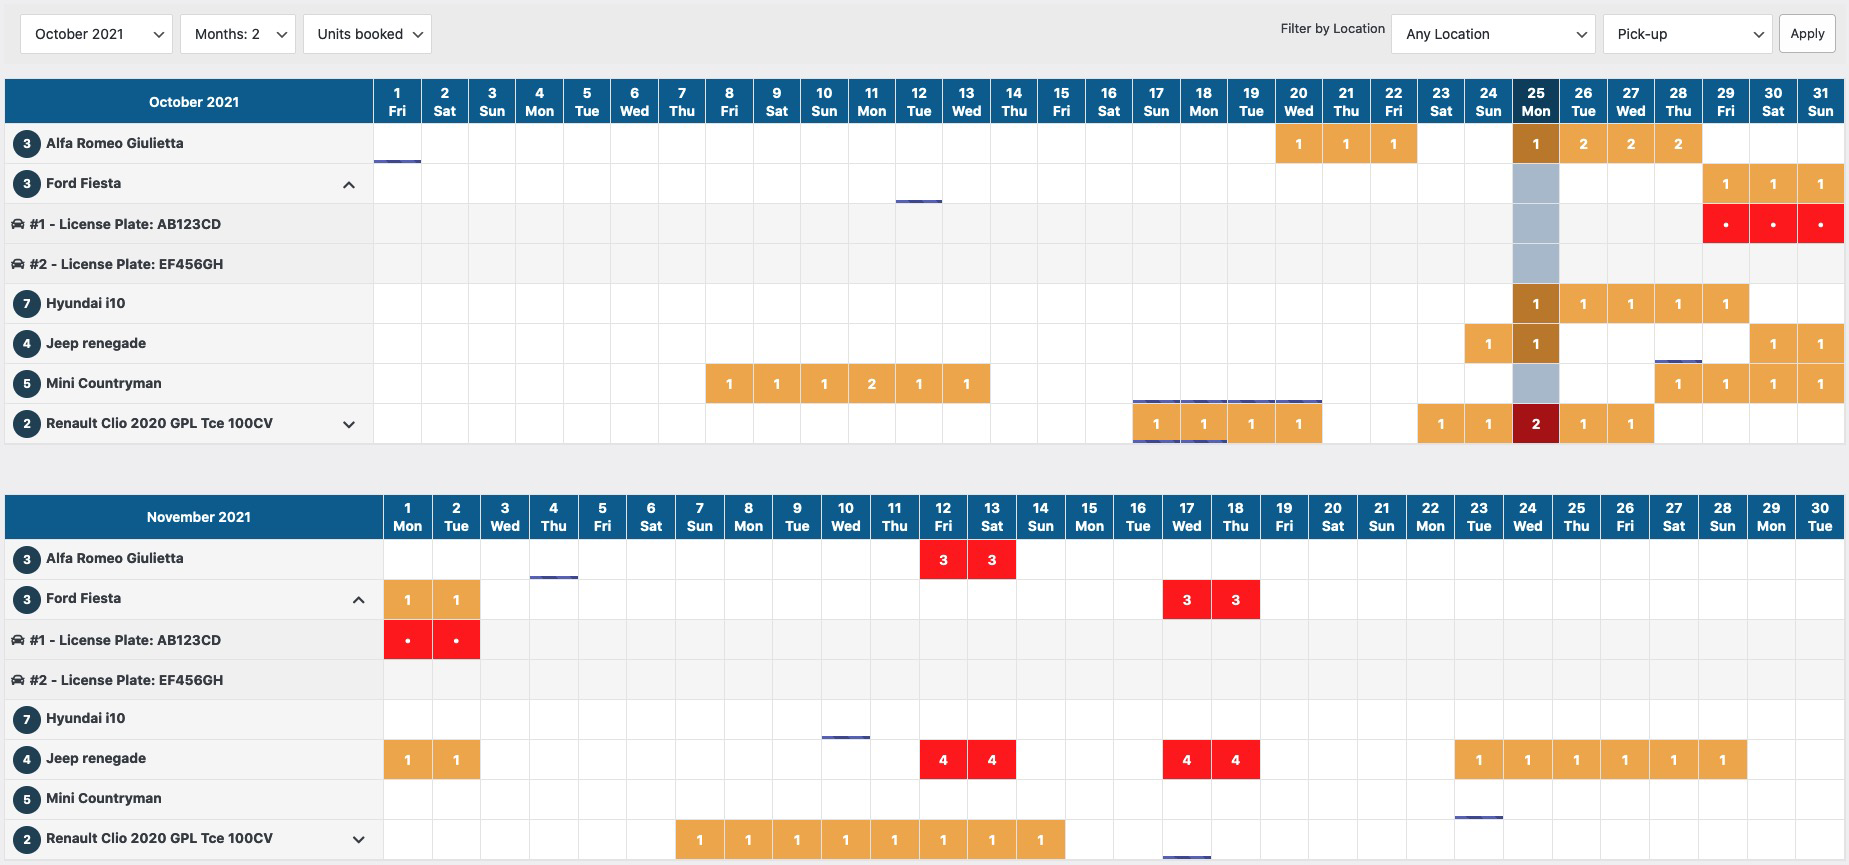 October 2021 Months: 2 Units booked Filter by Location Any Location Pick-up Apply
October 2021 1 2 3 4 5 6 7 8 9 10 11 12 13 14 15 16 17 18 19 20 21 22 23 24 25 26 27 28 29 30 31
Fri Sat Sun Mon Tue Wed Thu Fri Sat Sun Mon Tue Wed Thu Fri Sat Sun Mon Tue Wed Thu Fri Sat Sun Mon Tue Wed Thu Fri Sat Sun
3 Alfa Romeo Giulietta 1 1 1 1 2 2 2
3 Ford Fiesta 1 1 1
#1 - License Plate: AB123CD • • •
#2 - License Plate: EF456GH
7 Hyundai i10 1 1 1 1 1
4 Jeep renegade 1 1 1 1
5 Mini Countryman 1 1 1 2 1 1 1 1 1 1
2 Renault Clio 2020 GPL Tce 100CV 1 1 1 1 1 1 2 1 1
November 2021 1 2 3 4 5 6 7 8 9 10 11 12 13 14 15 16 17 18 19 20 21 22 23 24 25 26 27 28 29 30
Mon Tue Wed Thu Fri Sat Sun Mon Tue Wed Thu Fri Sat Sun Mon Tue Wed Thu Fri Sat Sun Mon Tue Wed Thu Fri Sat Sun Mon Tue
3 Alfa Romeo Giulietta 3 3
3 Ford Fiesta 1 1 3 3
#1 - License Plate: AB123CD • •
#2 - License Plate: EF456GH
7 Hyundai i10
4 Jeep renegade 1 1 4 4 4 4 1 1 1 1 1 1
5 Mini Countryman
2 Renault Clio 2020 GPL Tce 100CV 1 1 1 1 1 1 1 1